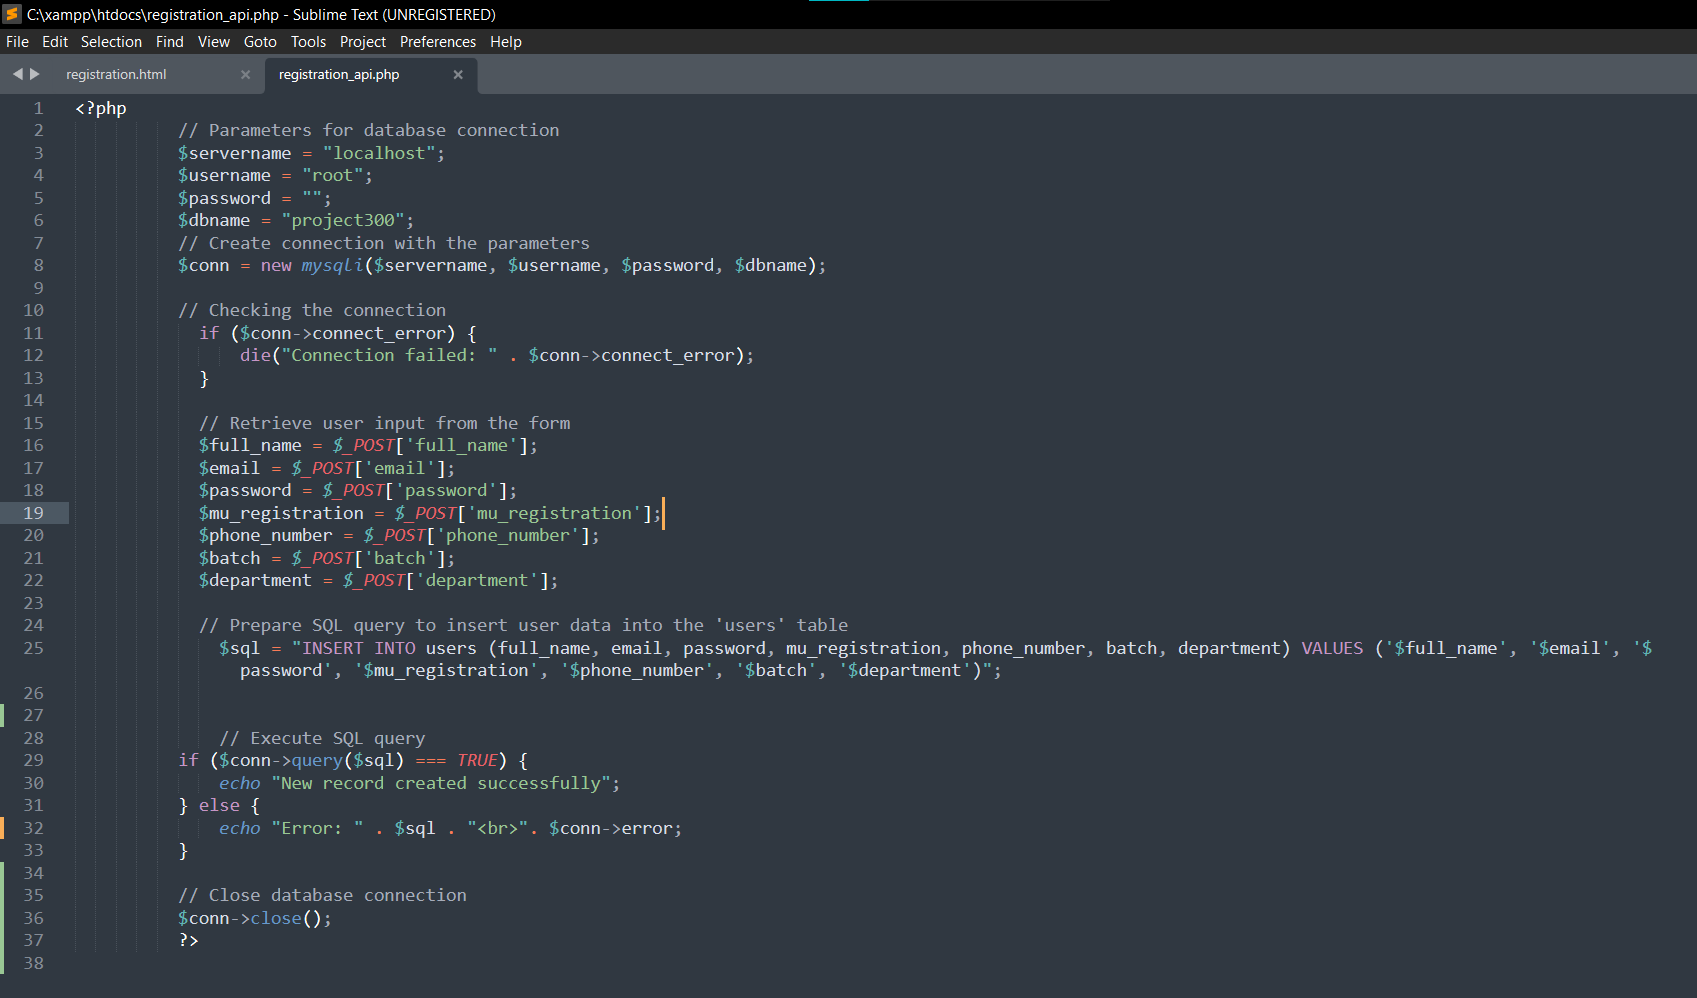 C:\xampp\htdocs\registration_api.php - Sublime Text (UNREGISTERED)
File Edit Selection Find View Goto Tools Project Preferences Help
registration.html × registration_api.php ×
1 <?php
2 // Parameters for database connection
3 $servername = "localhost";
4 $username = "root";
5 $password = "";
6 $dbname = "project300";
7 // Create connection with the parameters
8 $conn = new mysqli($servername, $username, $password, $dbname);
9
10 // Checking the connection
11 if ($conn->connect_error) {
12 die("Connection failed: " . $conn->connect_error);
13 }
14
15 // Retrieve user input from the form
16 $full_name = $_POST['full_name'];
17 $email = $_POST['email'];
18 $password = $_POST['password'];
19 $mu_registration = $_POST['mu_registration'];
20 $phone_number = $_POST['phone_number'];
21 $batch = $_POST['batch'];
22 $department = $_POST['department'];
23
24 // Prepare SQL query to insert user data into the 'users' table
25 $sql = "INSERT INTO users (full_name, email, password, mu_registration, phone_number, batch, department) VALUES ('$full_name', '$email', '$
password', '$mu_registration', '$phone_number', '$batch', '$department')";
26
27
28 // Execute SQL query
29 if ($conn->query($sql) === TRUE) {
30 echo "New record created successfully";
31 } else {
32 echo "Error: " . $sql . "<br>". $conn->error;
33 }
34
35 // Close database connection
36 $conn->close();
37 ?>
38